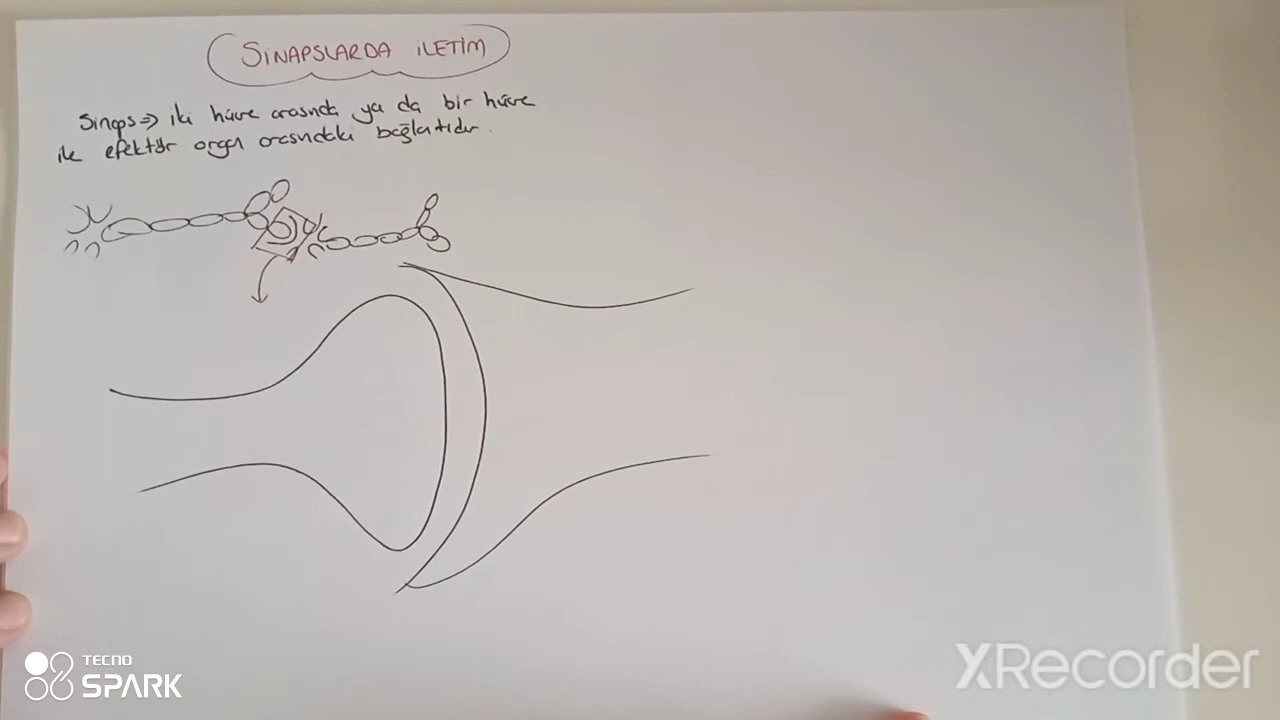 SİNAPSLARDA İLETİM
Sinaps => iki hücre arasında ya da bir hücre
ile efektör organ arasındaki bağlantıdır.
TECNO
SPARK
XRecorder